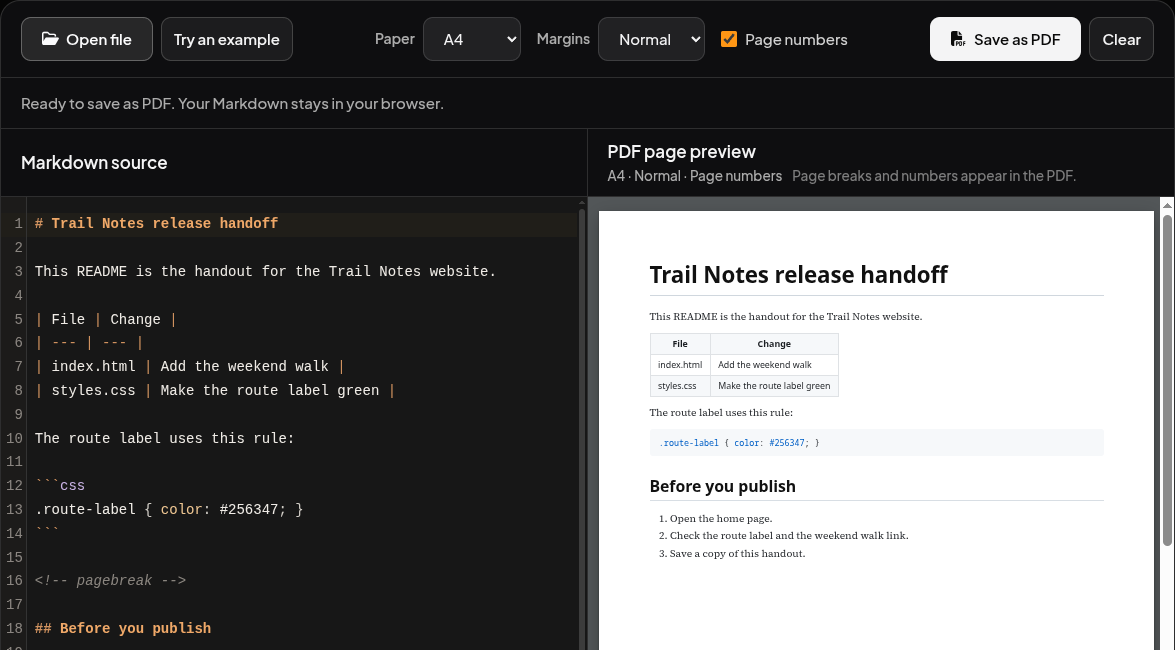 Open file Try an example Paper A4 Margins Normal Page numbers Save as PDF Clear
Ready to save as PDF. Your Markdown stays in your browser.
Markdown source
1 # Trail Notes release handoff
2
3 This README is the handout for the Trail Notes website.
4
5 | File | Change |
6 | --- | --- |
7 | index.html | Add the weekend walk |
8 | styles.css | Make the route label green |
9
10 The route label uses this rule:
11
12 ```css
13 .route-label { color: #256347; }
14 ```
15
16 <!-- pagebreak -->
17
18 ## Before you publish
PDF page preview
A4 · Normal · Page numbers Page breaks and numbers appear in the PDF.
Trail Notes release handoff
This README is the handout for the Trail Notes website.
File Change
index.html Add the weekend walk
styles.css Make the route label green
The route label uses this rule:
.route-label { color: #256347; }
Before you publish
1. Open the home page.
2. Check the route label and the weekend walk link.
3. Save a copy of this handout.